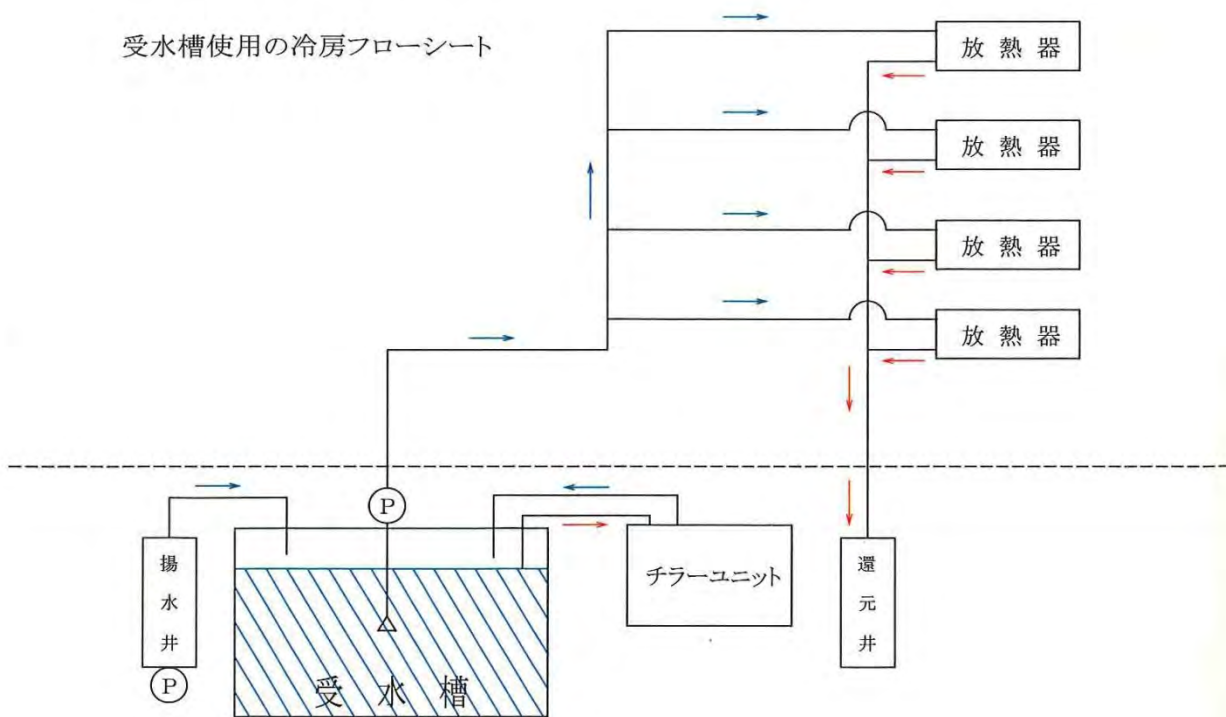 受水槽使用の冷房フローシート
放熱器
放熱器
放熱器
放熱器
P
揚水井
P
受水槽
チラーユニット
還元井